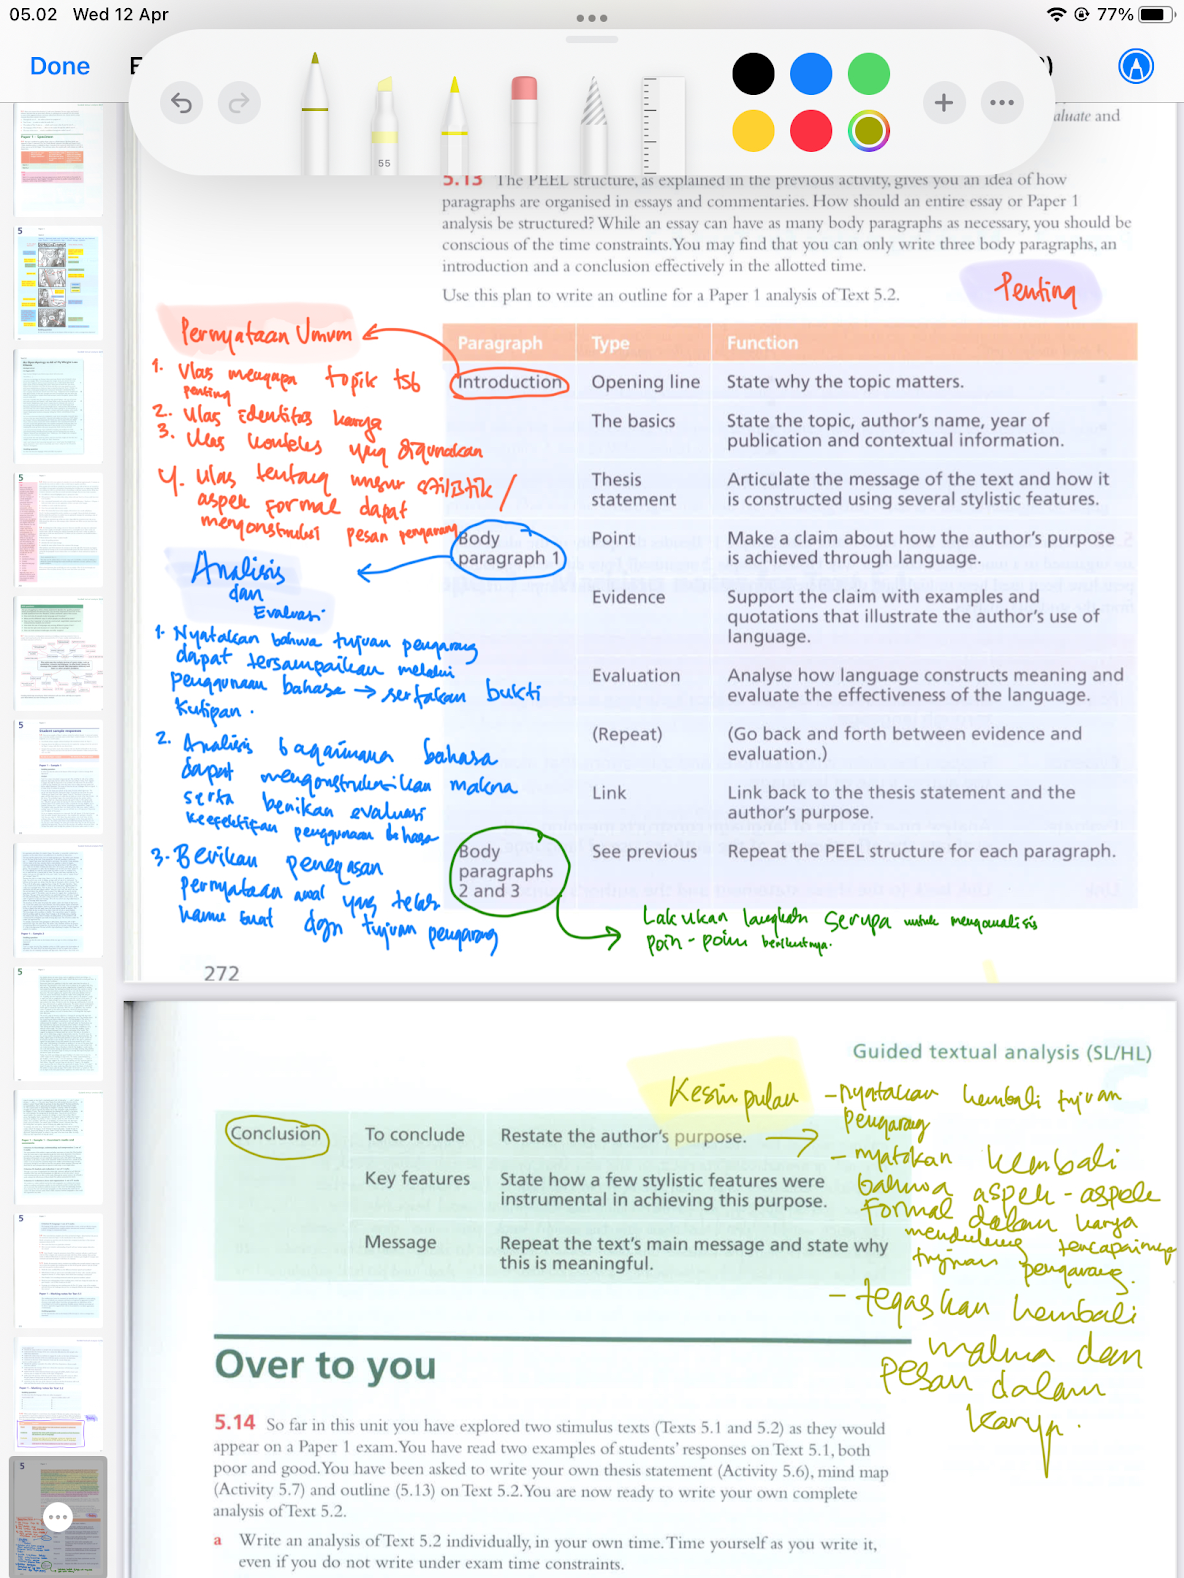 05.02 Wed 12 Apr
77%
Done
55
aluate and
5.13 The PEEL structure, as explained in the previous activity, gives you an idea of how
paragraphs are organised in essays and commentaries. How should an entire essay or Paper 1
analysis be structured? While an essay can have as many body paragraphs as necessary, you should be
conscious of the time constraints. You may find that you can only write three body paragraphs, an
introduction and a conclusion effectively in the allotted time.
Use this plan to write an outline for a Paper 1 analysis of Text 5.2.
Penting
Pernyataan Umum
1. Ulas mengapa topik tsb
penting
2. Ulas Identitas karya
3. Ulas konteks yang digunakan
4. Ulas tentang unsur stilistik /
aspek formal dapat
mengonstruksi pesan pengarang
Analisis
dan
Evaluasi
1. Nyatakan bahwa tujuan pengarang
dapat tersampaikan melalui
penggunaan bahasa → sertakan bukti
kutipan.
2. Analisis bagaimana bahasa
dapat mengonstruksikan makna
serta berikan evaluasi
keefektifan penggunaan bahasa
3. Berikan penegasan
pernyataan awal yang telah
kamu buat dgn tujuan pengarang
Paragraph Type Function
Introduction Opening line State why the topic matters.
The basics State the topic, author's name, year of
publication and contextual information.
Thesis Articulate the message of the text and how it
statement is constructed using several stylistic features.
Body Point Make a claim about how the author's purpose
paragraph 1 is achieved through language.
Evidence Support the claim with examples and
quotations that illustrate the author's use of
language.
Evaluation Analyse how language constructs meaning and
evaluate the effectiveness of the language.
(Repeat) (Go back and forth between evidence and
evaluation.)
Link Link back to the thesis statement and the
author's purpose.
Body See previous Repeat the PEEL structure for each paragraph.
paragraphs
2 and 3
Lakukan langkah serupa untuk menganalisis
poin-poin berikutnya.
272
Guided textual analysis (SL/HL)
Kesimpulan
Conclusion To conclude Restate the author's purpose.
Key features State how a few stylistic features were
instrumental in achieving this purpose.
Message Repeat the text's main message and state why
this is meaningful.
- nyatakan kembali tujuan
pengarang
- nyatakan kembali
bahwa aspek-aspek
formal dalam karya
mendukung tercapainya
tujuan pengarang.
- tegaskan kembali
makna dan
pesan dalam
karya.
Over to you
5.14 So far in this unit you have explored two stimulus texts (Texts 5.1 and 5.2) as they would
appear on a Paper 1 exam. You have read two examples of students' responses on Text 5.1, both
poor and good. You have been asked to write your own thesis statement (Activity 5.6), mind map
(Activity 5.7) and outline (5.13) on Text 5.2. You are now ready to write your own complete
analysis of Text 5.2.
a Write an analysis of Text 5.2 individually, in your own time. Time yourself as you write it,
even if you do not write under exam time constraints.